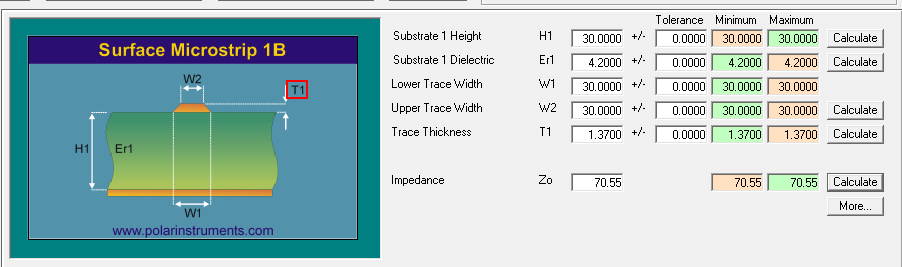 Tolerance Minimum Maximum
Surface Microstrip 1B
W2
T1
H1
Er1
W1
www.polarinstruments.com
Substrate 1 Height H1 30.0000 +/- 0.0000 30.0000 30.0000 Calculate
Substrate 1 Dielectric Er1 4.2000 +/- 0.0000 4.2000 4.2000 Calculate
Lower Trace Width W1 30.0000 +/- 0.0000 30.0000 30.0000
Upper Trace Width W2 30.0000 +/- 0.0000 30.0000 30.0000 Calculate
Trace Thickness T1 1.3700 +/- 0.0000 1.3700 1.3700 Calculate
Impedance Zo 70.55 70.55 70.55 Calculate
More...